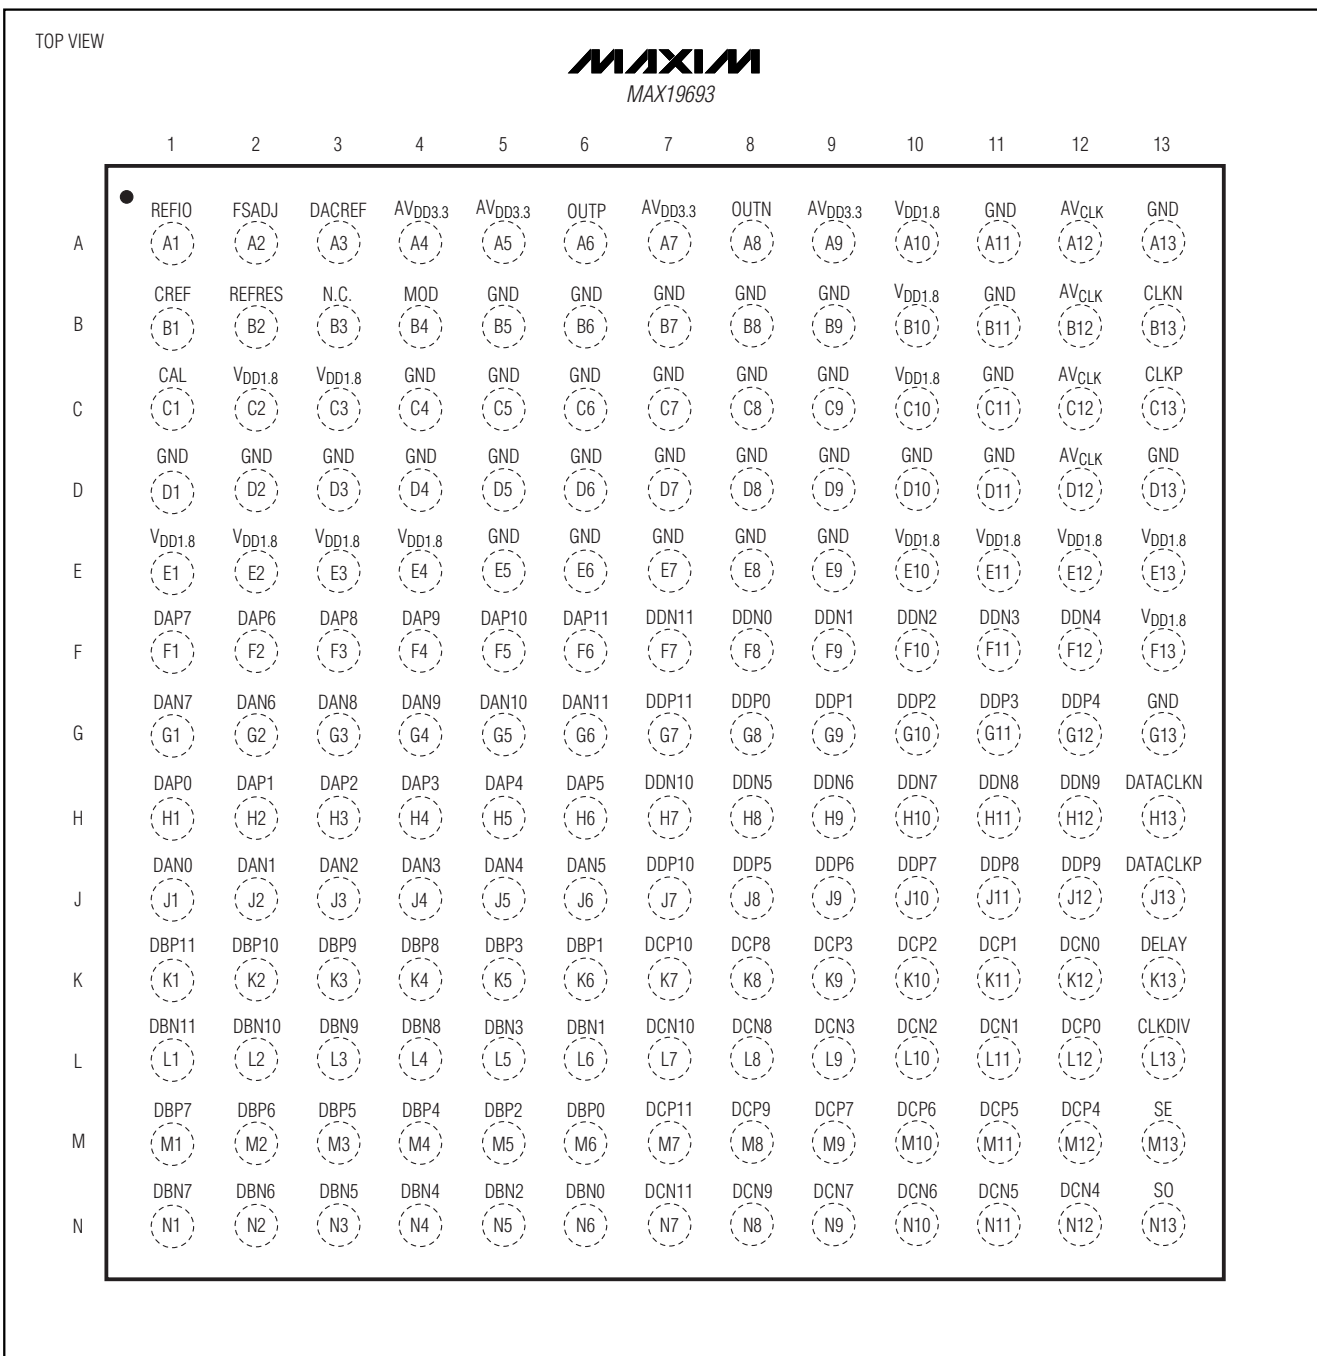 TOP VIEW
MAXIM
MAX19693
1 2 3 4 5 6 7 8 9 10 11 12 13
REFIO FSADJ DACREF AVDD3.3 AVDD3.3 OUTP AVDD3.3 OUTN AVDD3.3 VDD1.8 GND AVCLK GND
A A1 A2 A3 A4 A5 A6 A7 A8 A9 A10 A11 A12 A13
CREF REFRES N.C. MOD GND GND GND GND GND VDD1.8 GND AVCLK CLKN
B B1 B2 B3 B4 B5 B6 B7 B8 B9 B10 B11 B12 B13
CAL VDD1.8 VDD1.8 GND GND GND GND GND GND VDD1.8 GND AVCLK CLKP
C C1 C2 C3 C4 C5 C6 C7 C8 C9 C10 C11 C12 C13
GND GND GND GND GND GND GND GND GND GND GND AVCLK GND
D D1 D2 D3 D4 D5 D6 D7 D8 D9 D10 D11 D12 D13
VDD1.8 VDD1.8 VDD1.8 VDD1.8 GND GND GND GND GND VDD1.8 VDD1.8 VDD1.8 VDD1.8
E E1 E2 E3 E4 E5 E6 E7 E8 E9 E10 E11 E12 E13
DAP7 DAP6 DAP8 DAP9 DAP10 DAP11 DDN11 DDN0 DDN1 DDN2 DDN3 DDN4 VDD1.8
F F1 F2 F3 F4 F5 F6 F7 F8 F9 F10 F11 F12 F13
DAN7 DAN6 DAN8 DAN9 DAN10 DAN11 DDP11 DDP0 DDP1 DDP2 DDP3 DDP4 GND
G G1 G2 G3 G4 G5 G6 G7 G8 G9 G10 G11 G12 G13
DAP0 DAP1 DAP2 DAP3 DAP4 DAP5 DDN10 DDN5 DDN6 DDN7 DDN8 DDN9 DATACLKN
H H1 H2 H3 H4 H5 H6 H7 H8 H9 H10 H11 H12 H13
DAN0 DAN1 DAN2 DAN3 DAN4 DAN5 DDP10 DDP5 DDP6 DDP7 DDP8 DDP9 DATACLKP
J J1 J2 J3 J4 J5 J6 J7 J8 J9 J10 J11 J12 J13
DBP11 DBP10 DBP9 DBP8 DBP3 DBP1 DCP10 DCP8 DCP3 DCP2 DCP1 DCN0 DELAY
K K1 K2 K3 K4 K5 K6 K7 K8 K9 K10 K11 K12 K13
DBN11 DBN10 DBN9 DBN8 DBN3 DBN1 DCN10 DCN8 DCN3 DCN2 DCN1 DCP0 CLKDIV
L L1 L2 L3 L4 L5 L6 L7 L8 L9 L10 L11 L12 L13
DBP7 DBP6 DBP5 DBP4 DBP2 DBP0 DCP11 DCP9 DCP7 DCP6 DCP5 DCP4 SE
M M1 M2 M3 M4 M5 M6 M7 M8 M9 M10 M11 M12 M13
DBN7 DBN6 DBN5 DBN4 DBN2 DBN0 DCN11 DCN9 DCN7 DCN6 DCN5 DCN4 SO
N N1 N2 N3 N4 N5 N6 N7 N8 N9 N10 N11 N12 N13